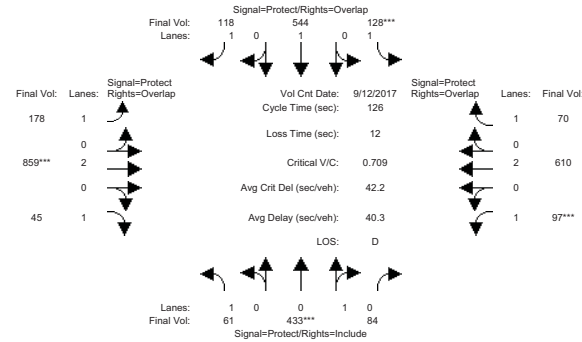 Signal=Protect/Rights=Overlap
Final Vol: 118 544 128***
Lanes: 1 0 1 0 1
Signal=Protect
Final Vol: Lanes: Rights=Overlap
Vol Cnt Date: 9/12/2017
Signal=Protect
Rights=Overlap Lanes: Final Vol
Cycle Time (sec): 126
178 1
1 70
Loss Time (sec): 12
0
0
859*** 2
Critical V/C: 0.709
2 610
0
Avg Crit Del (sec/veh): 42.2
0
45 1
Avg Delay (sec/veh): 40.3
1 97***
LOS: D
Lanes: 1 0 0 1 0
Final Vol: 61 433*** 84
Signal=Protect/Rights=Include